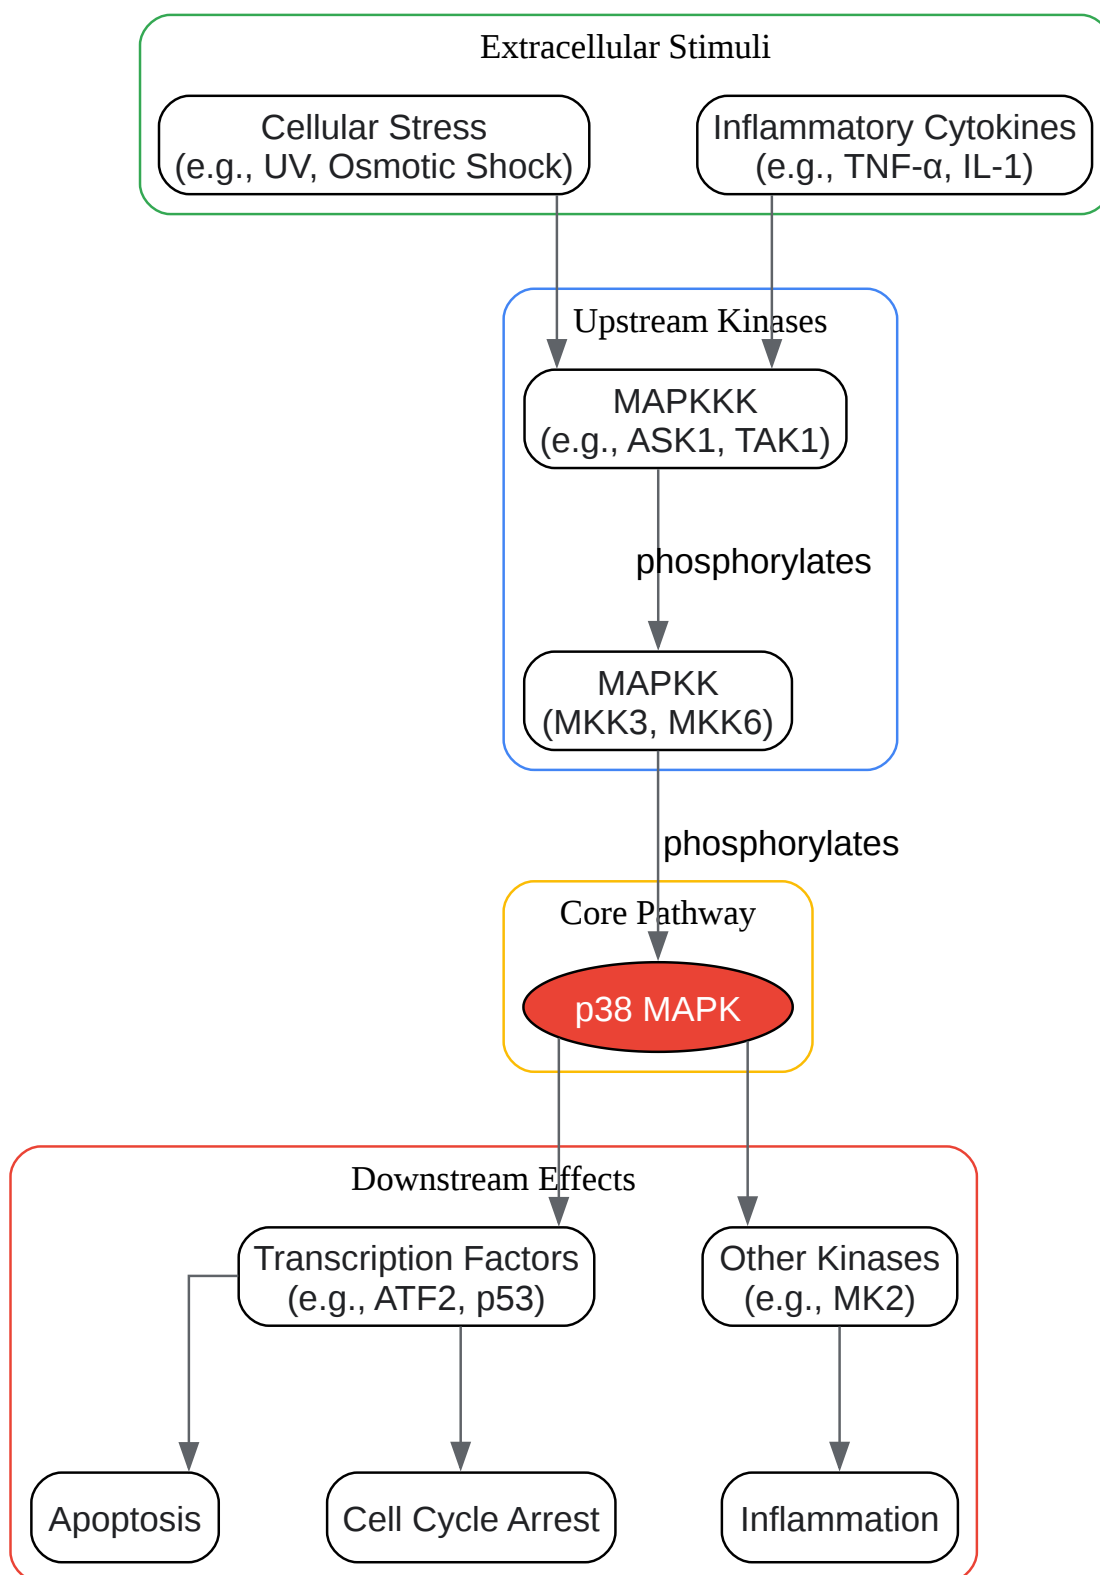 Extracellular Stimuli
Cellular Stress
(e.g., UV, Osmotic Shock)
Inflammatory Cytokines
(e.g., TNF-α, IL-1)
Upstream Kinases
MAPKKK
(e.g., ASK1, TAK1)
phosphorylates
MAPKK
(MKK3, MKK6)
phosphorylates
Core Pathway
p38 MAPK
Downstream Effects
Transcription Factors
(e.g., ATF2, p53)
Other Kinases
(e.g., MK2)
Apoptosis
Cell Cycle Arrest
Inflammation